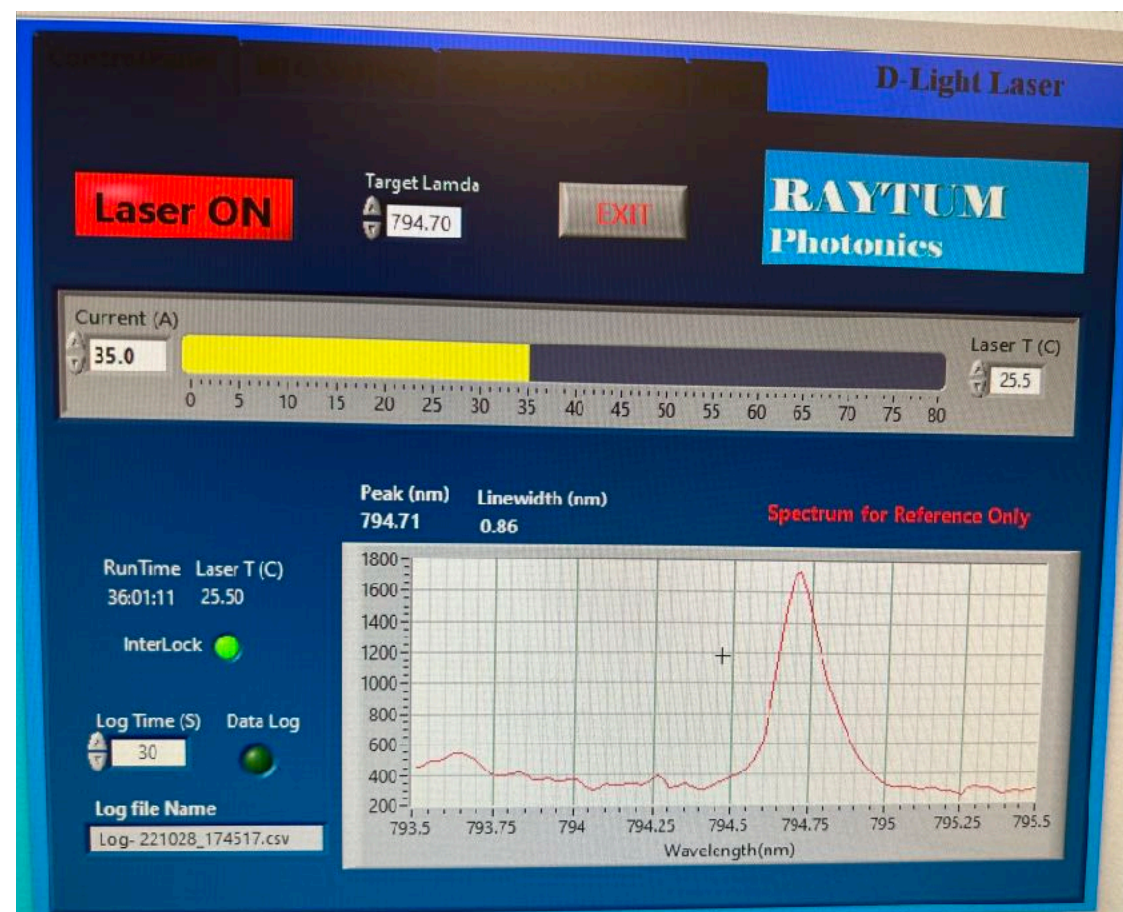 D-Light Laser
Laser ON
Target Lamda
794.70
EXIT
RAYTUM
Photonics
Current (A)
35.0
0 5 10 15 20 25 30 35 40 45 50 55 60 65 70 75 80
Laser T (C)
25.5
Peak (nm) Linewidth (nm)
794.71 0.86
Spectrum for Reference Only
RunTime Laser T (C)
36:01:11 25.50
InterLock
Log Time (S) Data Log
30
Log file Name
Log- 221028_174517.csv
1800
1600
1400
1200
1000
800
600
400
200
793.5 793.75 794 794.25 794.5 794.75 795 795.25 795.5
Wavelength(nm)